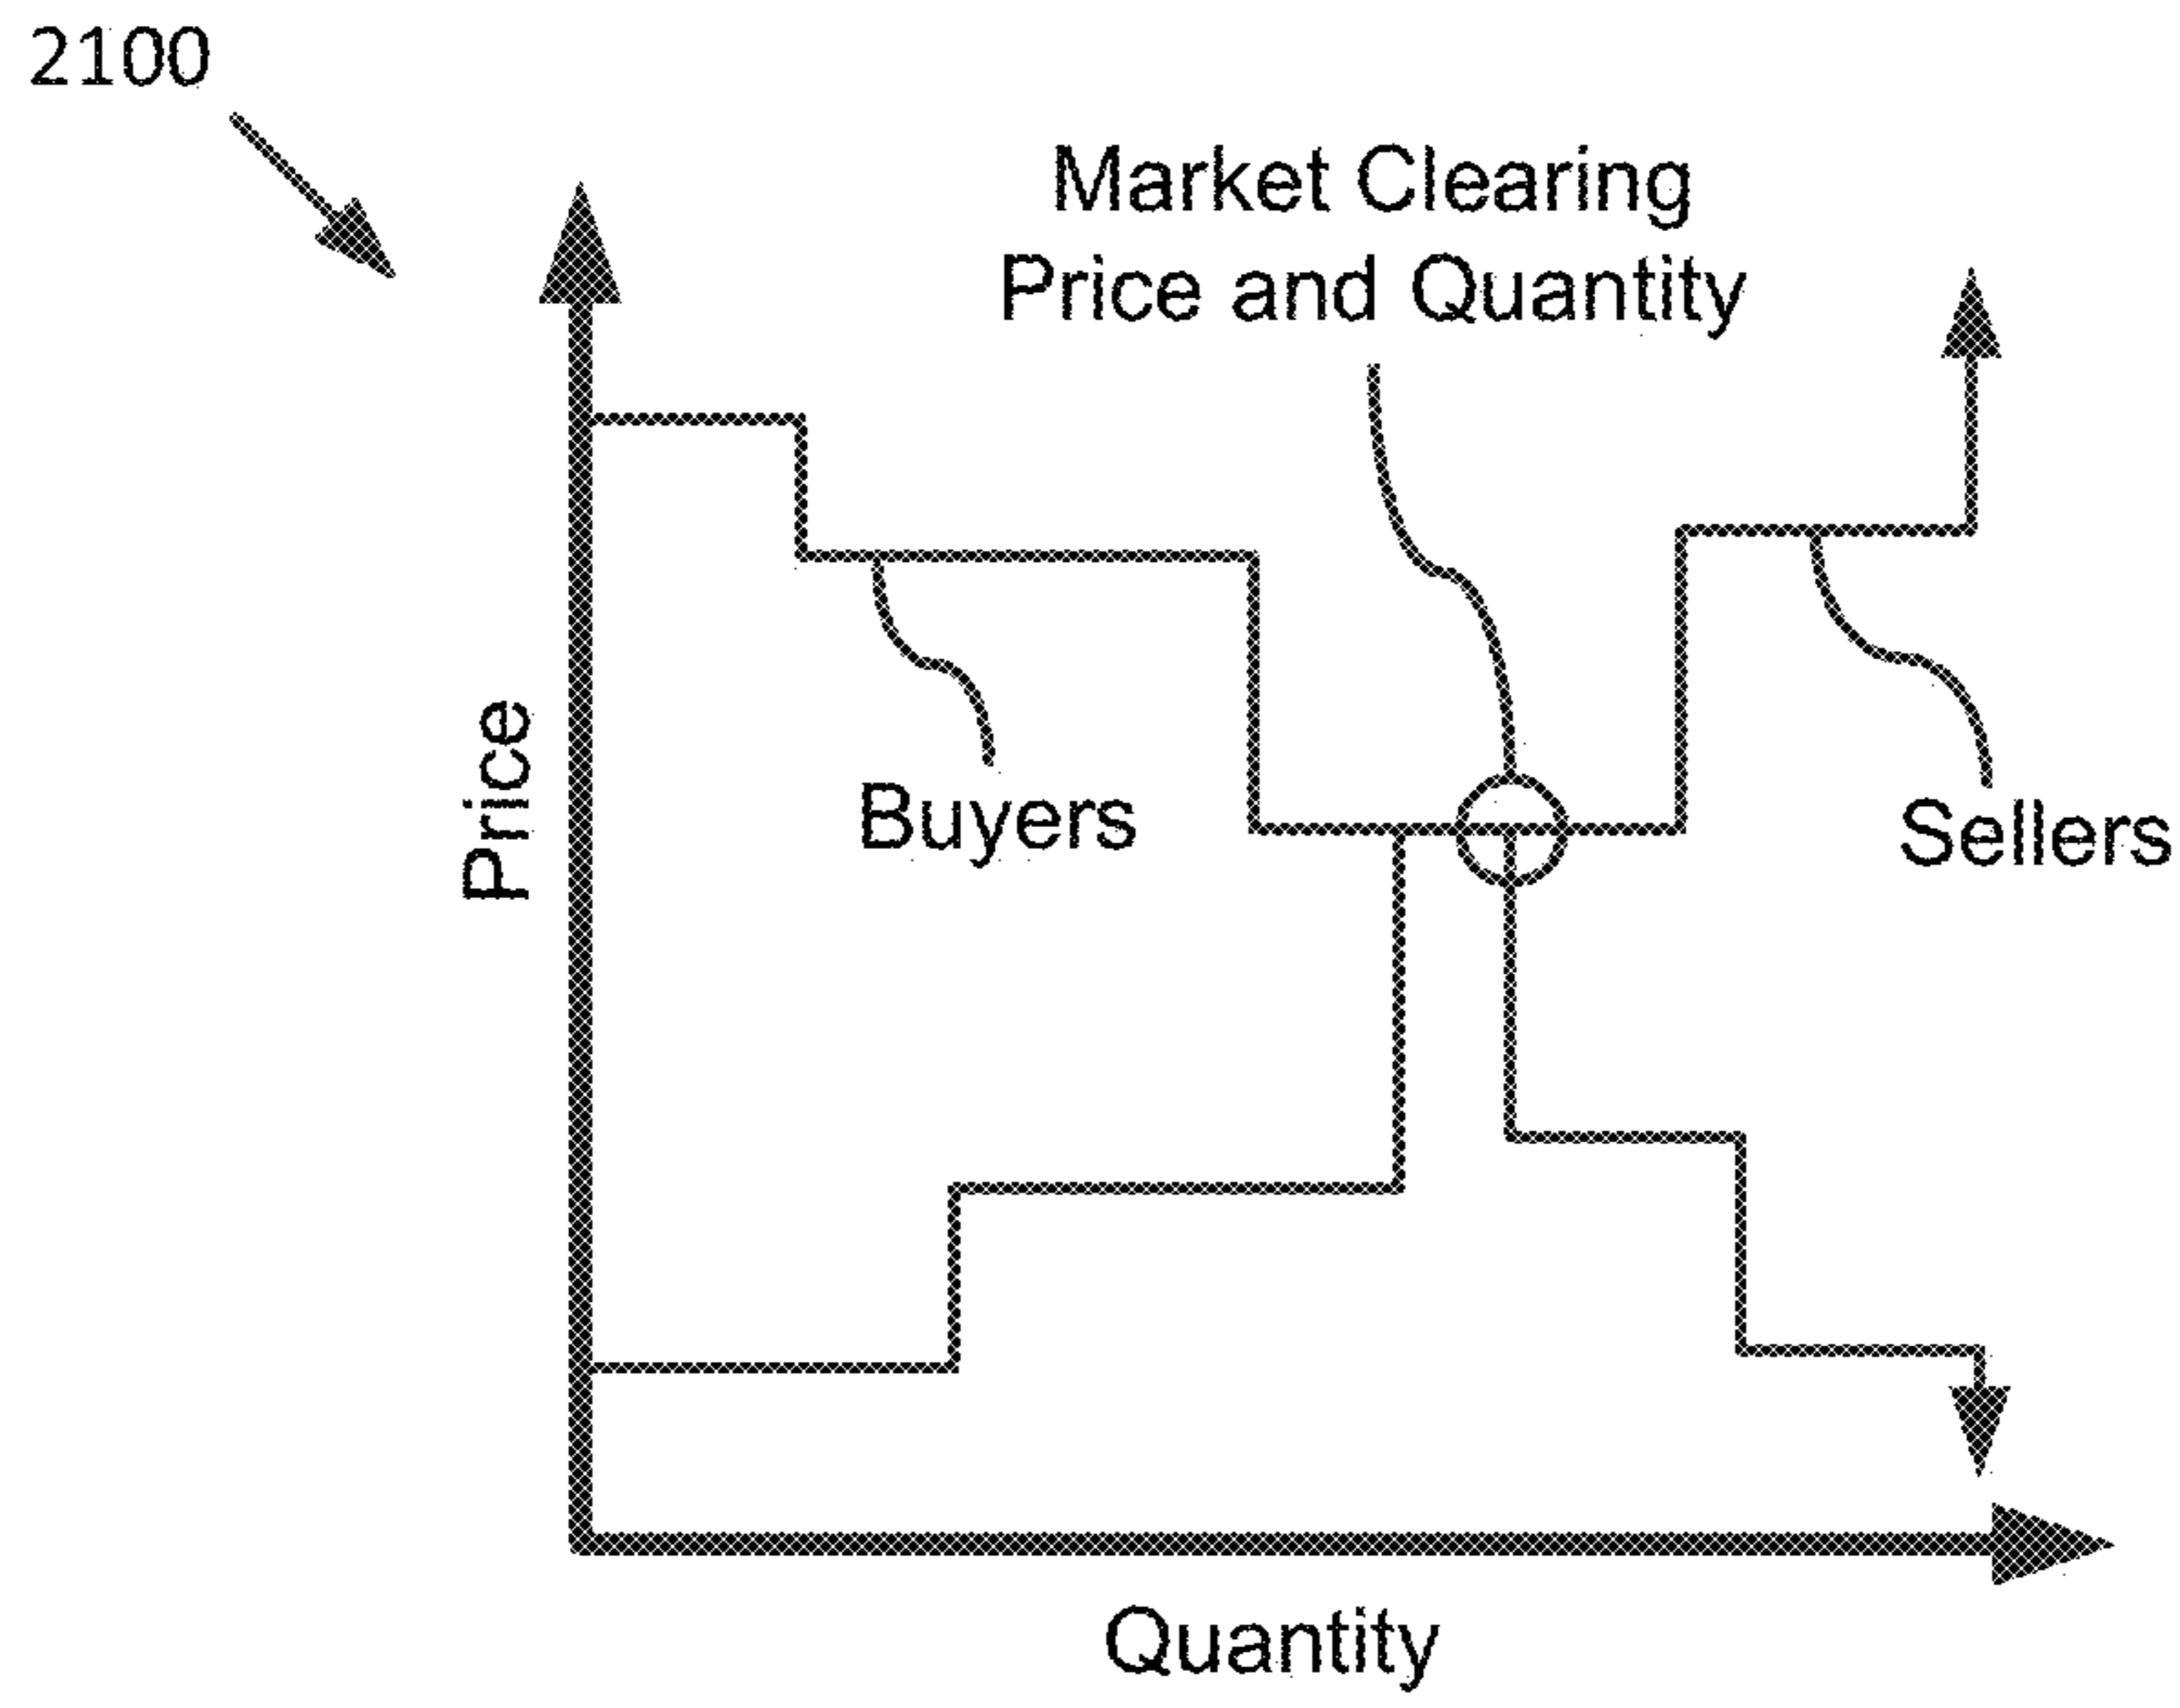 2100
Market Clearing
Price and Quantity
Price
Buyers
Sellers
Quantity